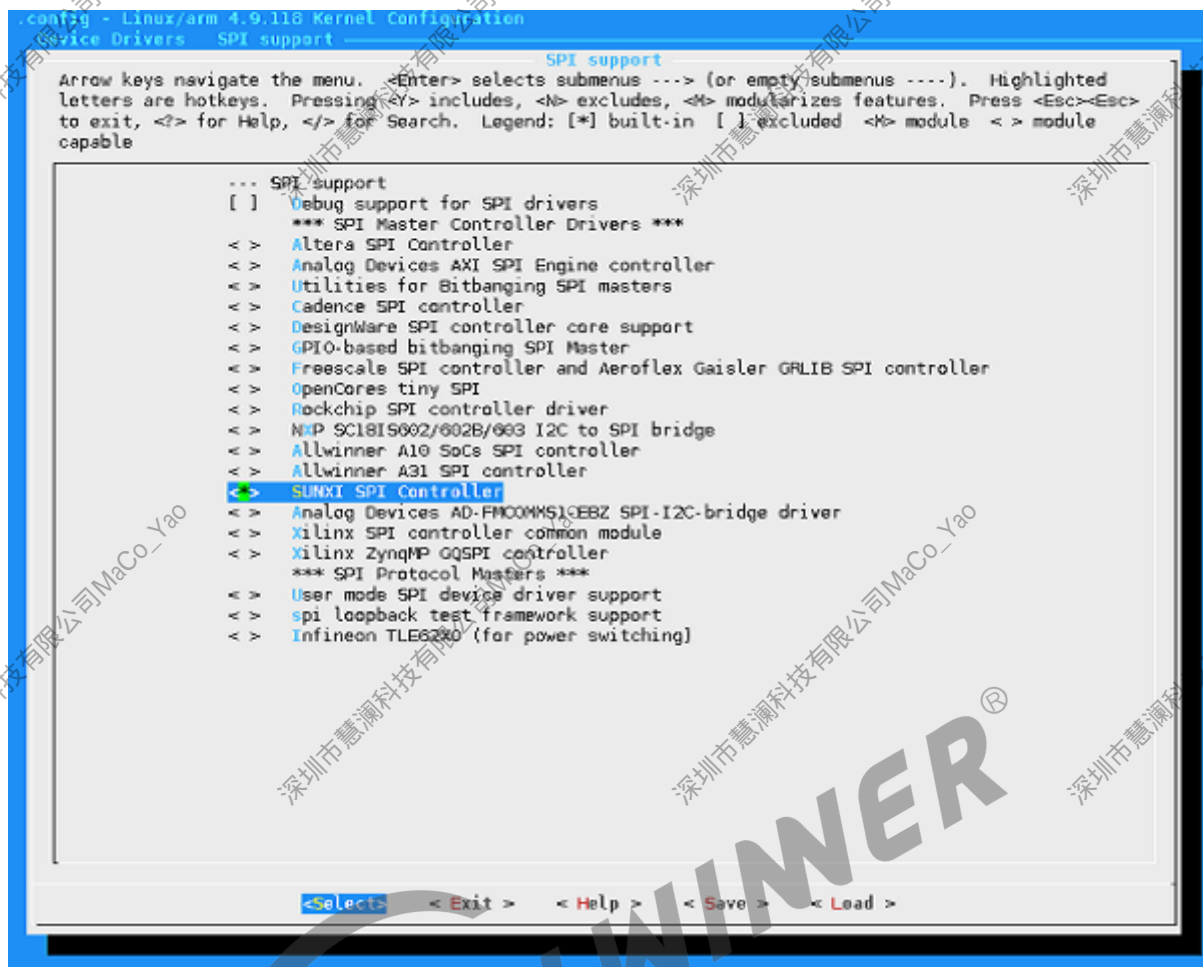 .config - Linux/arm 4.9.118 Kernel Configuration
Device Drivers SPI support
SPI support
Arrow keys navigate the menu. <Enter> selects submenus ---> (or empty submenus ----). Highlighted
letters are hotkeys. Pressing <Y> includes, <N> excludes, <M> modularizes features. Press <Esc><Esc>
to exit, <?> for Help, </> for Search. Legend: [*] built-in [ ] excluded <M> module < > module
capable
--- SPI support
[ ] Debug support for SPI drivers
*** SPI Master Controller Drivers ***
< > Altera SPI Controller
< > Analog Devices AXI SPI Engine controller
< > Utilities for Bitbanging SPI masters
< > Cadence SPI controller
< > DesignWare SPI controller core support
< > GPIO-based bitbanging SPI Master
< > Freescale SPI controller and Aeroflex Gaisler GRLIB SPI controller
< > OpenCores tiny SPI
< > Rockchip SPI controller driver
< > NXP SC18IS602/602B/603 I2C to SPI bridge
< > Allwinner A10 SoCs SPI controller
< > Allwinner A31 SPI controller
<*> SUNXI SPI Controller
< > Analog Devices AD-FMCOMMS1-EBZ SPI-I2C-bridge driver
< > Xilinx SPI controller common module
< > Xilinx ZynqMP GQSPI controller
*** SPI Protocol Masters ***
< > User mode SPI device driver support
< > spi loopback test framework support
< > Infineon TLE62X0 (for power switching)
<Select> < Exit > < Help > < Save > < Load >
深圳市慧澜科技有限公司MaCo_Yao
深圳市慧澜科技有限公司MaCo_Yao
WINNER®